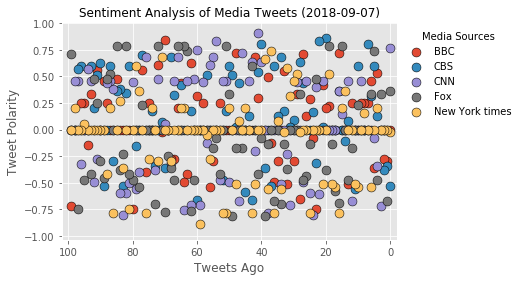 Sentiment Analysis of Media Tweets (2018-09-07)
Media Sources
BBC
CBS
CNN
Fox
New York times
Tweet Polarity
1.00
0.75
0.50
0.25
0.00
−0.25
−0.50
−0.75
−1.00
100 80 60 40 20 0
Tweets Ago